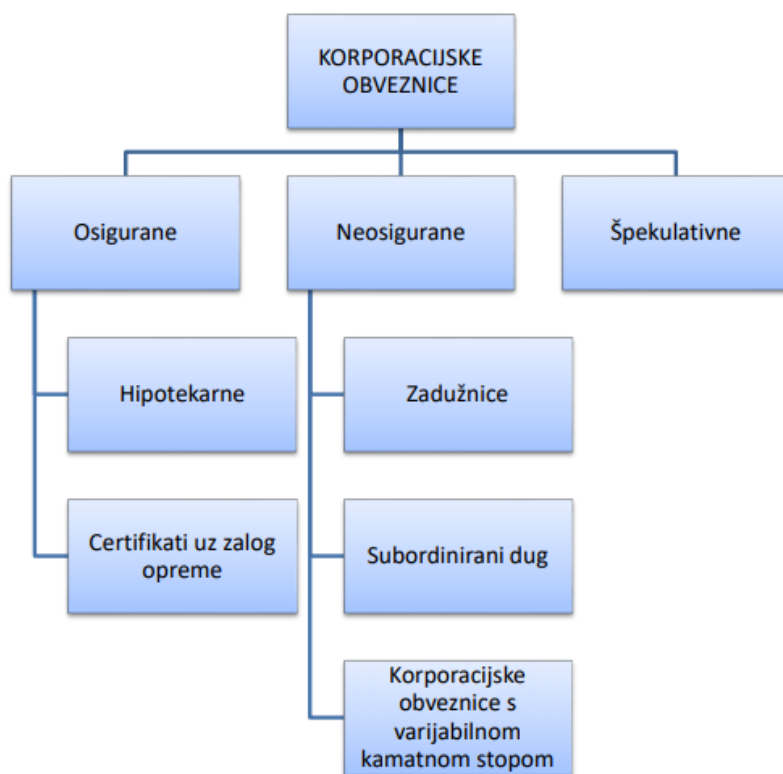 KORPORACIJSKE
OBVEZNICE
Osigurane
Neosigurane
Špekulativne
Hipotekarne
Zadužnice
Certifikati uz zalog
opreme
Subordinirani dug
Korporacijske
obveznice s
varijabilnom
kamatnom stopom